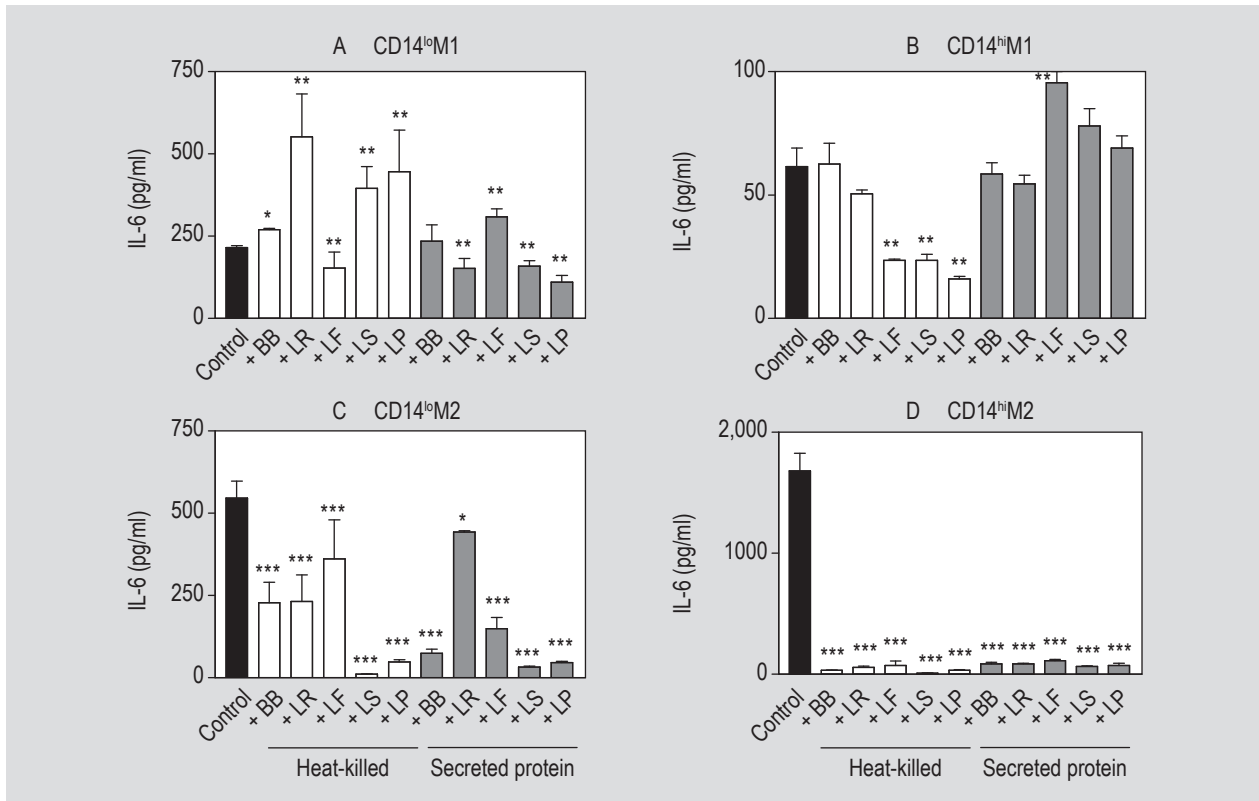 A CD14loM1
750
500
250
0
IL-6 (pg/ml)
*
**
**
**
**
**
**
**
**
Control
+ BB
+ LR
+ LF
+ LS
+ LP
+ BB
+ LR
+ LF
+ LS
+ LP
B CD14hiM1
100
50
0
IL-6 (pg/ml)
**
**
**
**
Control
+ BB
+ LR
+ LF
+ LS
+ LP
+ BB
+ LR
+ LF
+ LS
+ LP
C CD14loM2
750
500
250
0
IL-6 (pg/ml)
***
***
***
***
***
***
*
***
***
***
Control
+ BB
+ LR
+ LF
+ LS
+ LP
+ BB
+ LR
+ LF
+ LS
+ LP
Heat-killed
Secreted protein
D CD14hiM2
2,000
1000
0
IL-6 (pg/ml)
***
***
***
***
***
***
***
***
***
***
Control
+ BB
+ LR
+ LF
+ LS
+ LP
+ BB
+ LR
+ LF
+ LS
+ LP
Heat-killed
Secreted protein